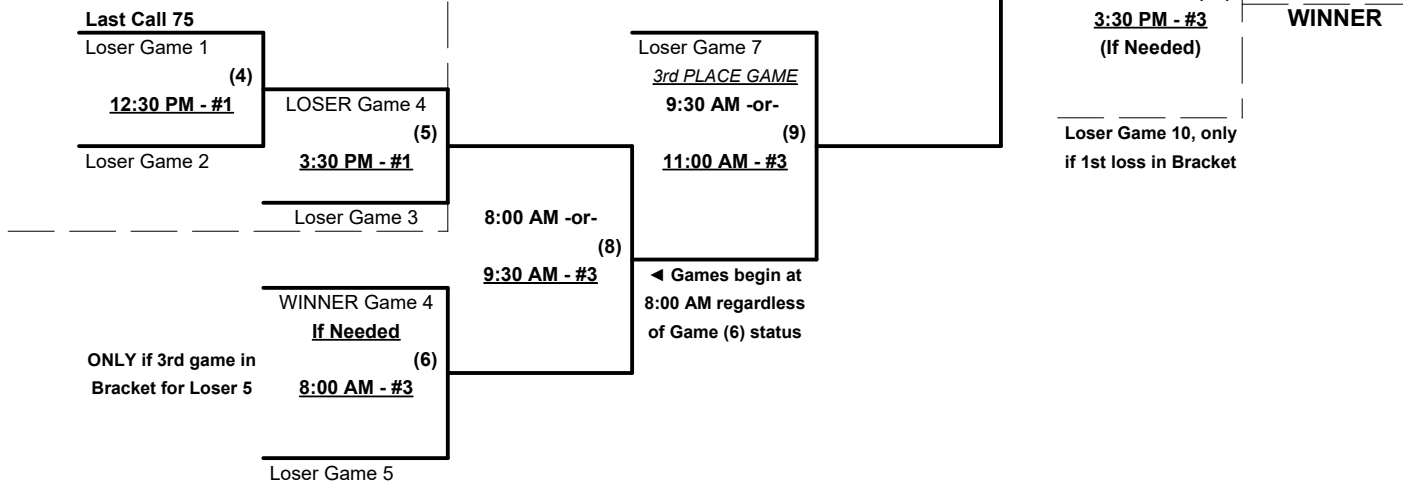 Last Call 75
Loser Game 1
(4)
12:30 PM - #1
Loser Game 2
LOSER Game 4
(5)
3:30 PM - #1
Loser Game 3
WINNER Game 4
If Needed
(6)
8:00 AM - #3
ONLY if 3rd game in
Bracket for Loser 5
Loser Game 5
8:00 AM -or-
(8)
9:30 AM - #3
Loser Game 7
3rd PLACE GAME
9:30 AM -or-
(9)
11:00 AM - #3
◄ Games begin at
8:00 AM regardless
of Game (6) status
3:30 PM - #3
(If Needed)
WINNER
Loser Game 10, only
if 1st loss in Bracket